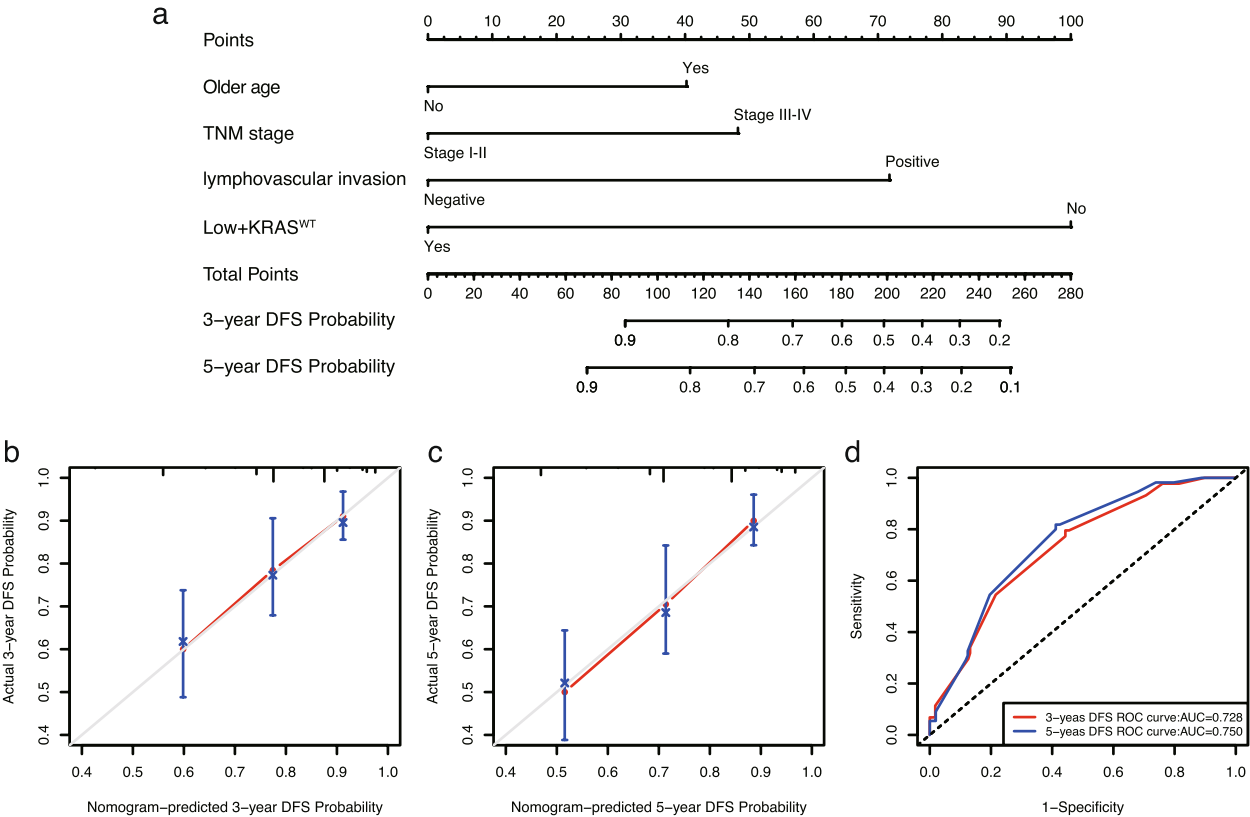 a
0 10 20 30 40 50 60 70 80 90 100
Points
Yes
Older age
No
Stage III-IV
TNM stage
Stage I-II
Positive
lymphovascular invasion
Negative
No
Low+KRASWT
Yes
Total Points
0 20 40 60 80 100 120 140 160 180 200 220 240 260 280
3-year DFS Probability
0.9 0.8 0.7 0.6 0.5 0.4 0.3 0.2
5-year DFS Probability
0.9 0.8 0.7 0.6 0.5 0.4 0.3 0.2 0.1
b
Actual 3-year DFS Probability
1.0
0.9
0.8
0.7
0.6
0.5
0.4
0.4 0.5 0.6 0.7 0.8 0.9 1.0
Nomogram-predicted 3-year DFS Probability
c
Actual 5-year DFS Probability
1.0
0.9
0.8
0.7
0.6
0.5
0.4
0.4 0.5 0.6 0.7 0.8 0.9 1.0
Nomogram-predicted 5-year DFS Probability
d
Sensitivity
1.0
0.8
0.6
0.4
0.2
0.0
3-yeas DFS ROC curve:AUC=0.728
5-yeas DFS ROC curve:AUC=0.750
0.0 0.2 0.4 0.6 0.8 1.0
1-Specificity